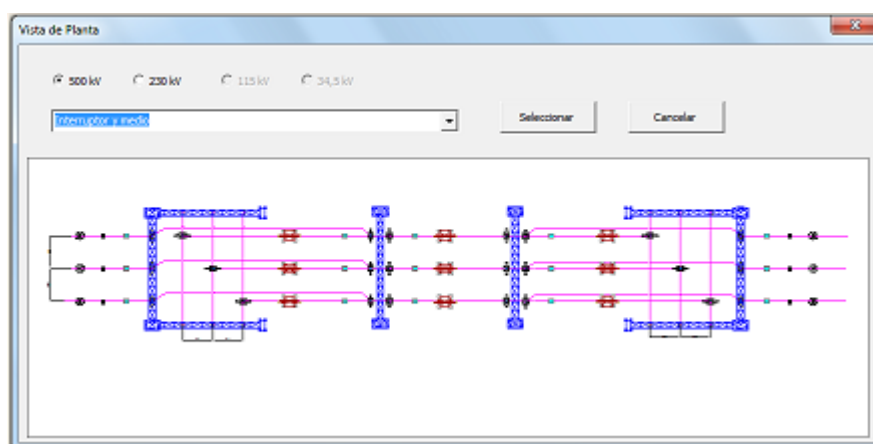 Vista de Planta
500 kV 230 kV 115 kV 34,5 kV
Interruptor y medio Seleccionar Cancelar